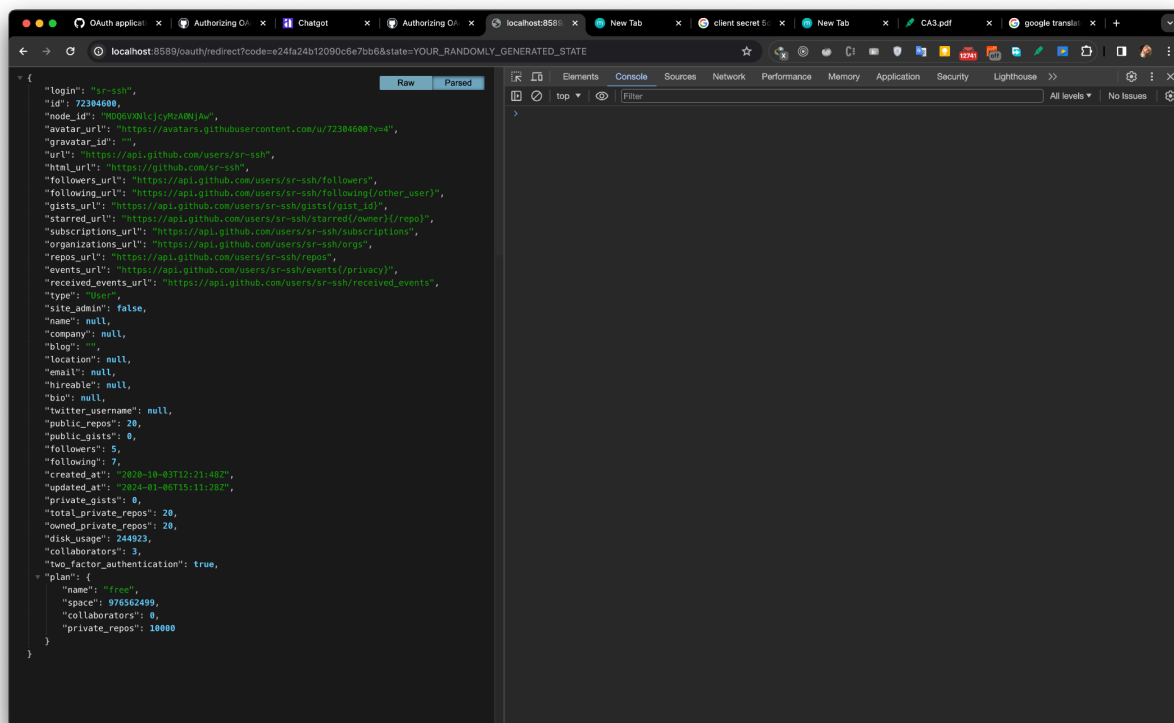 OAuth applicat
Authorizing OA
Chatgot
Authorizing OA
localhost:8589
New Tab
client secret 5c
New Tab
CA3.pdf
google translat
localhost:8589/oauth/redirect?code=e24fa24b12090c6e7bb6&state=YOUR_RANDOMLY_GENERATED_STATE
12741
off
Raw
Parsed
{
"login": "sr-ssh",
"id": 72304600,
"node_id": "MDQ6VXNlcjcyMzA0NjAw",
"avatar_url": "https://avatars.githubusercontent.com/u/72304600?v=4",
"gravatar_id": "",
"url": "https://api.github.com/users/sr-ssh",
"html_url": "https://github.com/sr-ssh",
"followers_url": "https://api.github.com/users/sr-ssh/followers",
"following_url": "https://api.github.com/users/sr-ssh/following{/other_user}",
"gists_url": "https://api.github.com/users/sr-ssh/gists{/gist_id}",
"starred_url": "https://api.github.com/users/sr-ssh/starred{/owner}{/repo}",
"subscriptions_url": "https://api.github.com/users/sr-ssh/subscriptions",
"organizations_url": "https://api.github.com/users/sr-ssh/orgs",
"repos_url": "https://api.github.com/users/sr-ssh/repos",
"events_url": "https://api.github.com/users/sr-ssh/events{/privacy}",
"received_events_url": "https://api.github.com/users/sr-ssh/received_events",
"type": "User",
"site_admin": false,
"name": null,
"company": null,
"blog": "",
"location": null,
"email": null,
"hireable": null,
"bio": null,
"twitter_username": null,
"public_repos": 20,
"public_gists": 0,
"followers": 5,
"following": 7,
"created_at": "2020-10-03T12:21:48Z",
"updated_at": "2024-01-06T15:11:28Z",
"private_gists": 0,
"total_private_repos": 20,
"owned_private_repos": 20,
"disk_usage": 244923,
"collaborators": 3,
"two_factor_authentication": true,
"plan": {
"name": "free",
"space": 976562499,
"collaborators": 0,
"private_repos": 10000
}
}
Elements Console Sources Network Performance Memory Application Security Lighthouse
top
Filter
All levels
No Issues